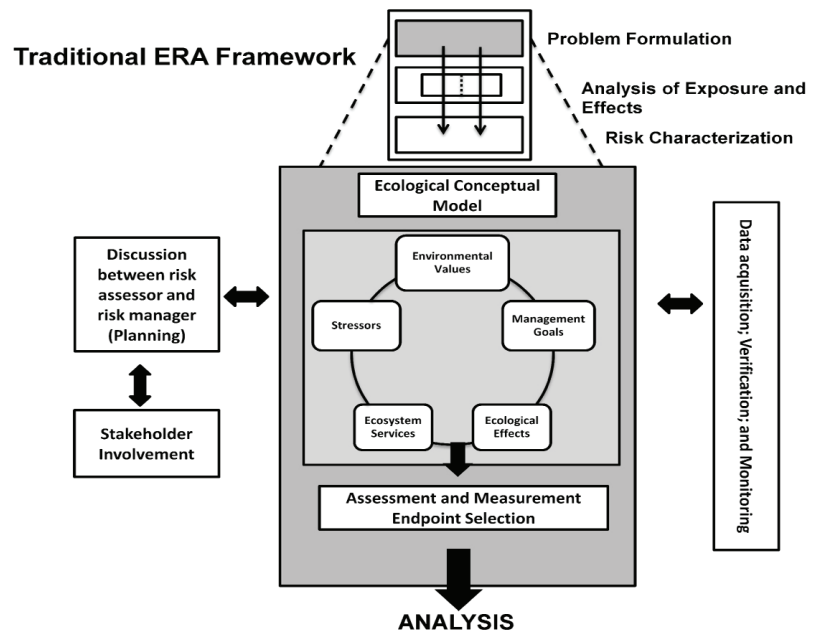 Traditional ERA Framework
Problem Formulation
Analysis of Exposure and
Effects
Risk Characterization
Ecological Conceptual
Model
Environmental
Values
Stressors
Management
Goals
Ecosystem
Services
Ecological
Effects
Assessment and Measurement
Endpoint Selection
Discussion
between risk
assessor and
risk manager
(Planning)
Stakeholder
Involvement
Data acquisition; Verification; and Monitoring
ANALYSIS